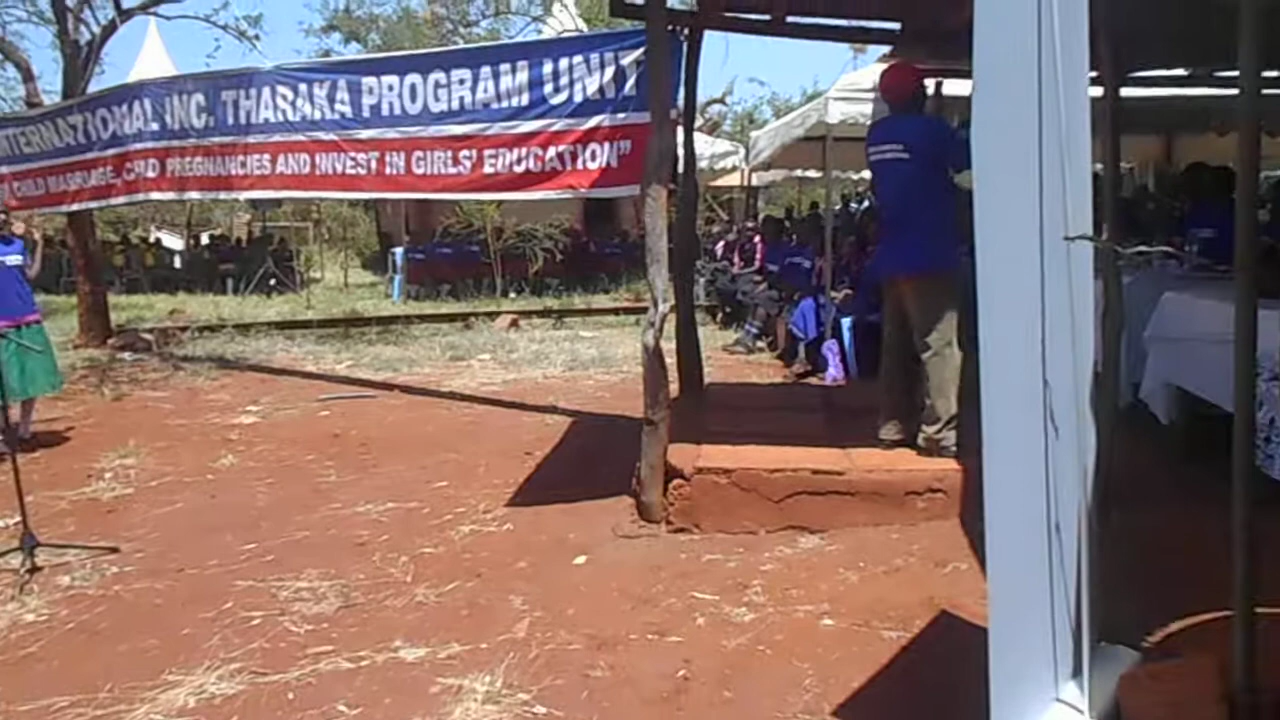 INTERNATIONAL INC. THARAKA PROGRAM UNIT
CHILD MARRIAGE, CHILD PREGNANCIES AND INVEST IN GIRLS' EDUCATION"